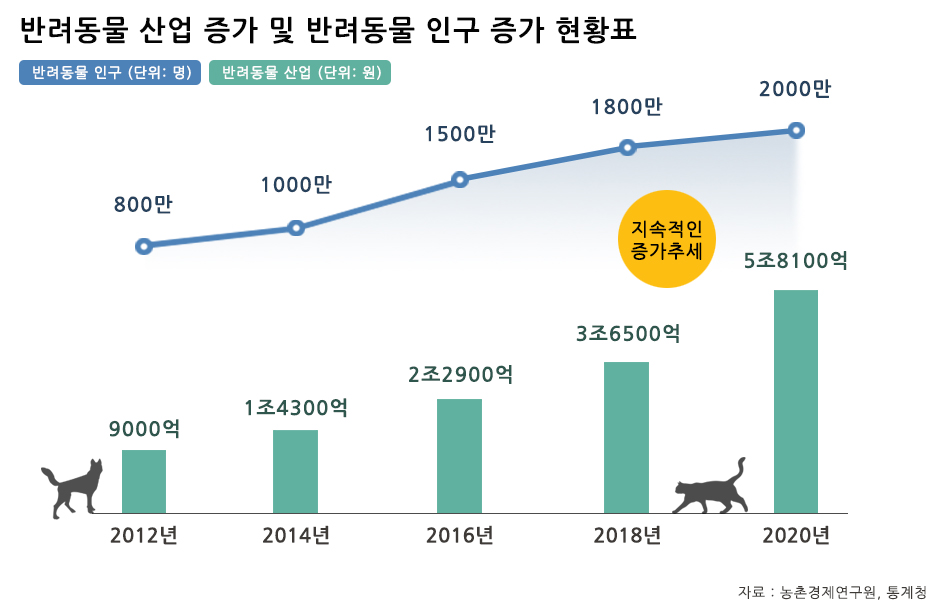 반려동물 산업 증가 및 반려동물 인구 증가 현황표
반려동물 인구 (단위: 명)
반려동물 산업 (단위: 원)
800만
1000만
1500만
1800만
2000만
지속적인
증가추세
9000억
1조4300억
2조2900억
3조6500억
5조8100억
2012년
2014년
2016년
2018년
2020년
자료 : 농촌경제연구원, 통계청